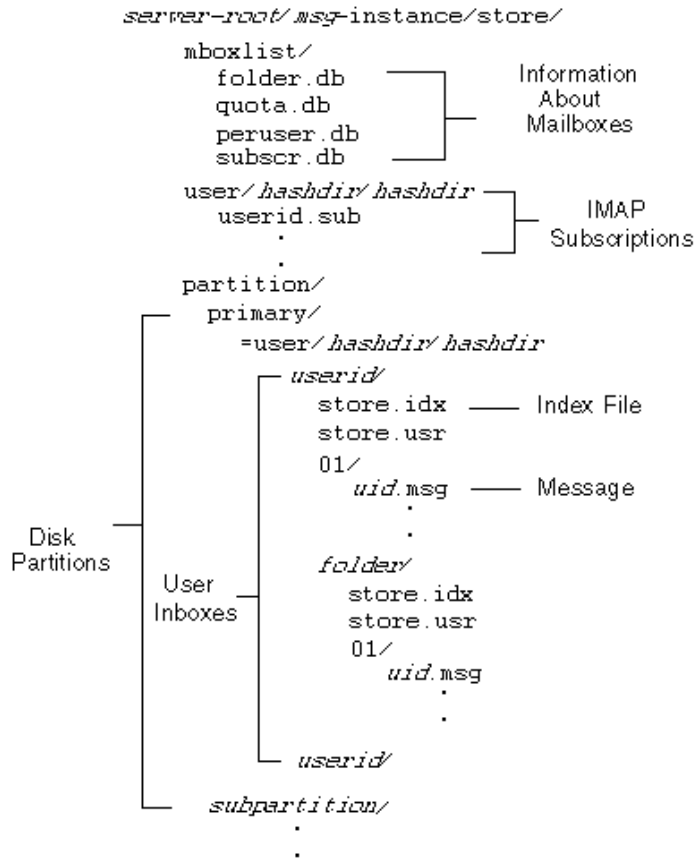 server-root/msg-instance/store/
mboxlist/
folder.db
quota.db
peruser.db
subscr.db
Information
About
Mailboxes
user/hashdir/hashdir
userid.sub
IMAP
Subscriptions
partition/
primary/
=user/hashdir/hashdir
userid/
store.idx
Index File
store.usr
01/
uid.msg
Message
Disk
Partitions
User
Inboxes
folder/
store.idx
store.usr
01/
uid.msg
userid/
subpartition/